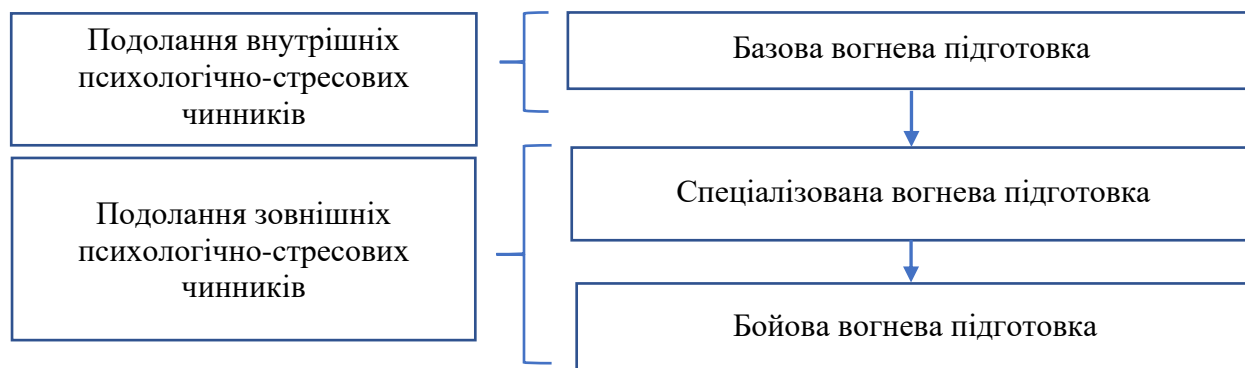 Подолання внутрішніх
психологічно-стресових
чинників
Базова вогнева підготовка
Подолання зовнішніх
психологічно-стресових
чинників
Спеціалізована вогнева підготовка
Бойова вогнева підготовка